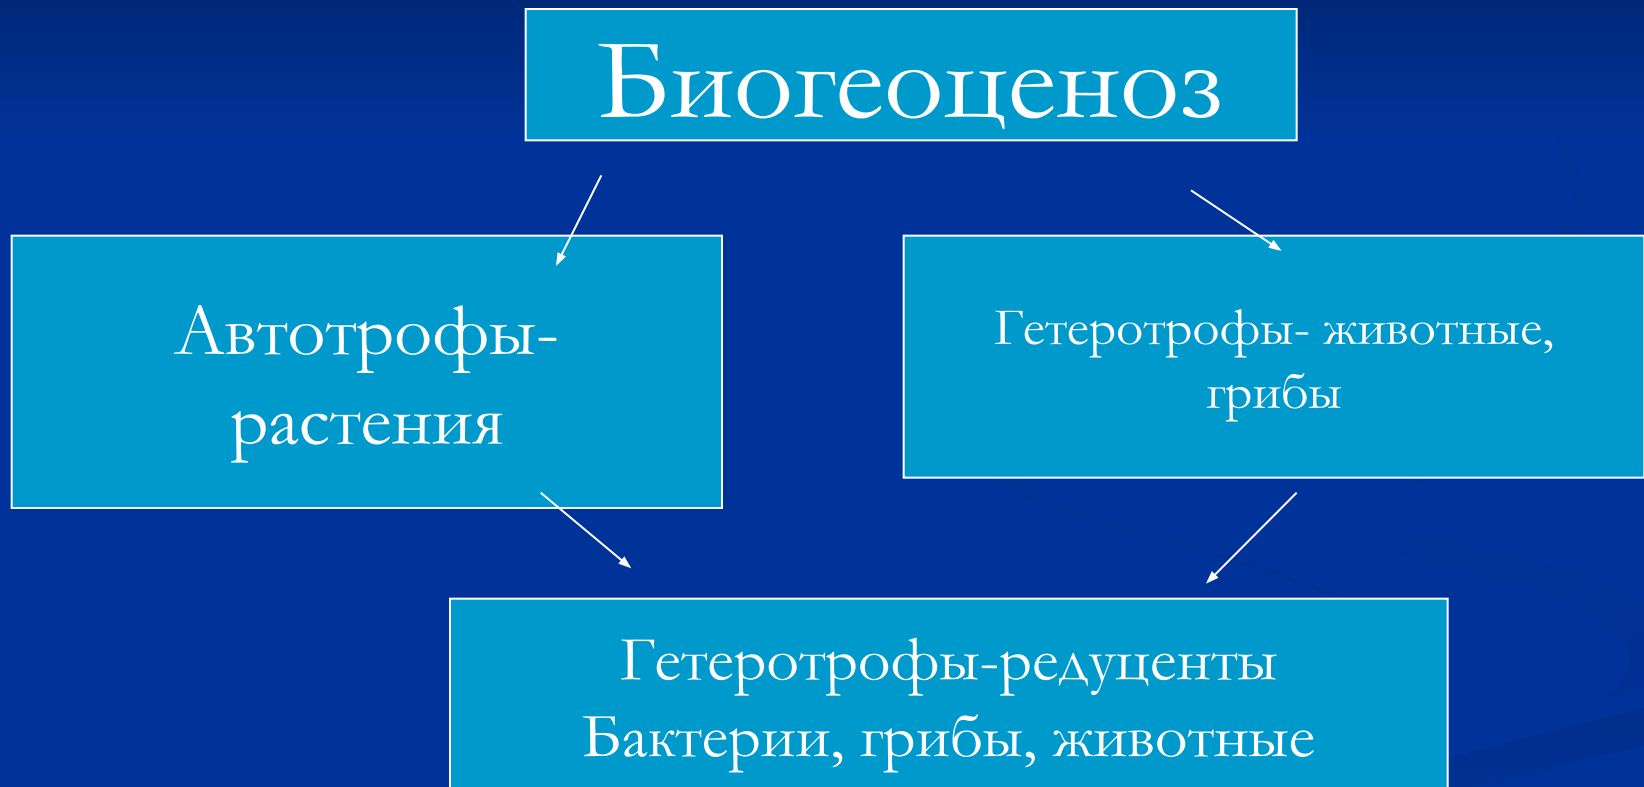 Биогеоценоз
Автотрофы-
растения
Гетеротрофы- животные,
грибы
Гетеротрофы-редуценты
Бактерии, грибы, животные